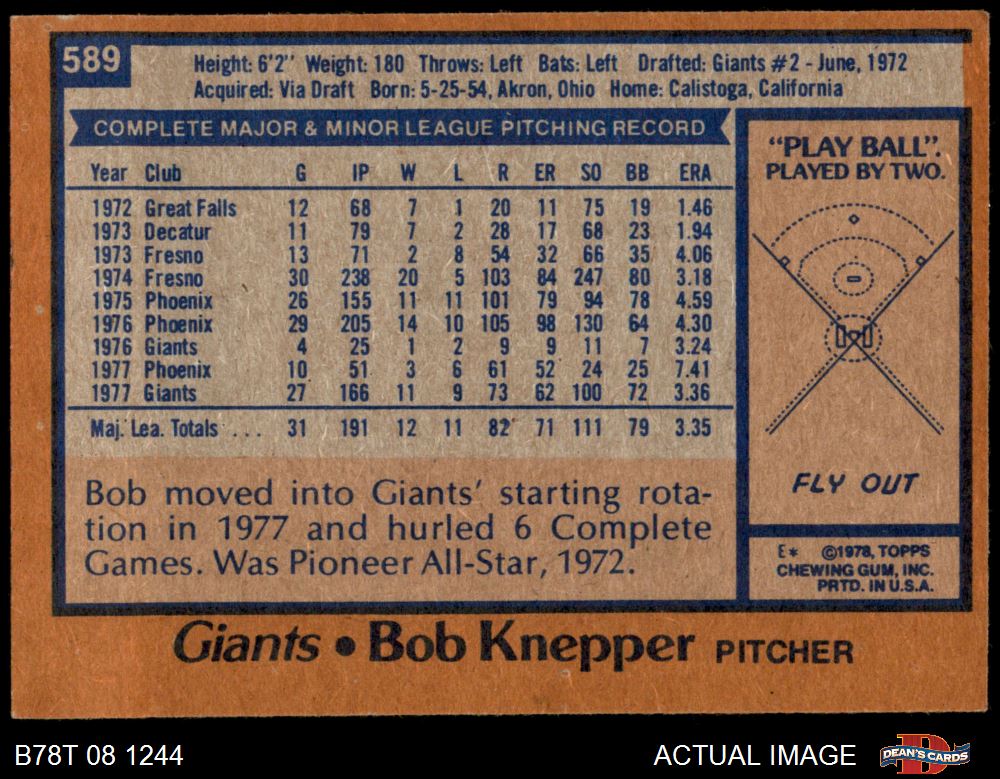 589
Height: 6'2" Weight: 180 Throws: Left Bats: Left Drafted: Giants #2 - June, 1972
Acquired: Via Draft Born: 5-25-54, Akron, Ohio Home: Calistoga, California
COMPLETE MAJOR & MINOR LEAGUE PITCHING RECORD
Year Club G IP W L R ER SO BB ERA
1972 Great Falls 12 68 7 1 20 11 75 19 1.46
1973 Decatur 11 79 7 2 28 17 68 23 1.94
1973 Fresno 13 71 2 8 54 32 66 35 4.06
1974 Fresno 30 238 20 5 103 84 247 80 3.18
1975 Phoenix 26 155 11 11 101 79 94 78 4.59
1976 Phoenix 29 205 14 10 105 98 130 64 4.30
1976 Giants 4 25 1 2 9 9 11 7 3.24
1977 Phoenix 10 51 3 6 61 52 24 25 7.41
1977 Giants 27 166 11 9 73 62 100 72 3.36
Maj. Lea. Totals . . . 31 191 12 11 82 71 111 79 3.35
Bob moved into Giants' starting rota-
tion in 1977 and hurled 6 Complete
Games. Was Pioneer All-Star, 1972.
"PLAY BALL".
PLAYED BY TWO.
FLY OUT
E* ©1978, TOPPS
CHEWING GUM, INC.
PRTD. IN U.S.A.
Giants • Bob Knepper PITCHER
B78T 08 1244
ACTUAL IMAGE
D
DEAN'S CARDS